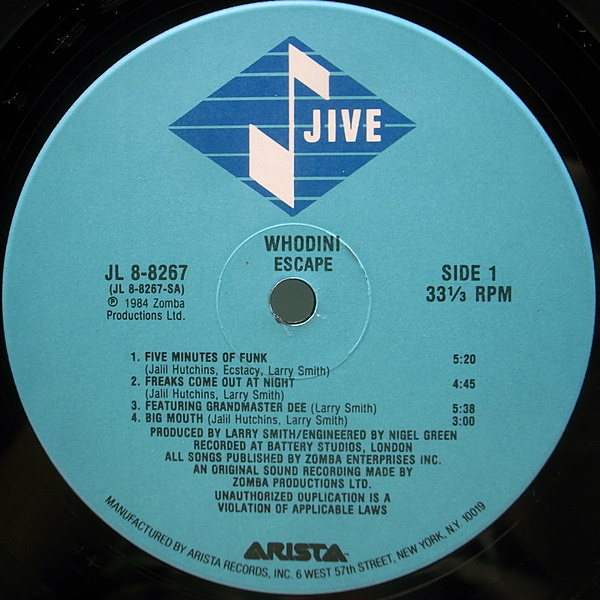 JIVE
WHODINI
ESCAPE
JL 8-8267
(JL 8-8267-SA)
℗ 1984 Zomba
Productions Ltd.
SIDE 1
33⅓ RPM
1. FIVE MINUTES OF FUNK 5:20
(Jalil Hutchins, Ecstacy, Larry Smith)
2. FREAKS COME OUT AT NIGHT 4:45
(Jalil Hutchins, Larry Smith)
3. FEATURING GRANDMASTER DEE (Larry Smith) 5:38
4. BIG MOUTH (Jalil Hutchins, Larry Smith) 3:00
PRODUCED BY LARRY SMITH/ENGINEERED BY NIGEL GREEN
RECORDED AT BATTERY STUDIOS, LONDON
ALL SONGS PUBLISHED BY ZOMBA ENTERPRISES INC.
AN ORIGINAL SOUND RECORDING MADE BY
ZOMBA PRODUCTIONS LTD.
UNAUTHORIZED DUPLICATION IS A
VIOLATION OF APPLICABLE LAWS
ARISTA
MANUFACTURED BY ARISTA RECORDS, INC. 6 WEST 57th STREET, NEW YORK, N.Y. 10019